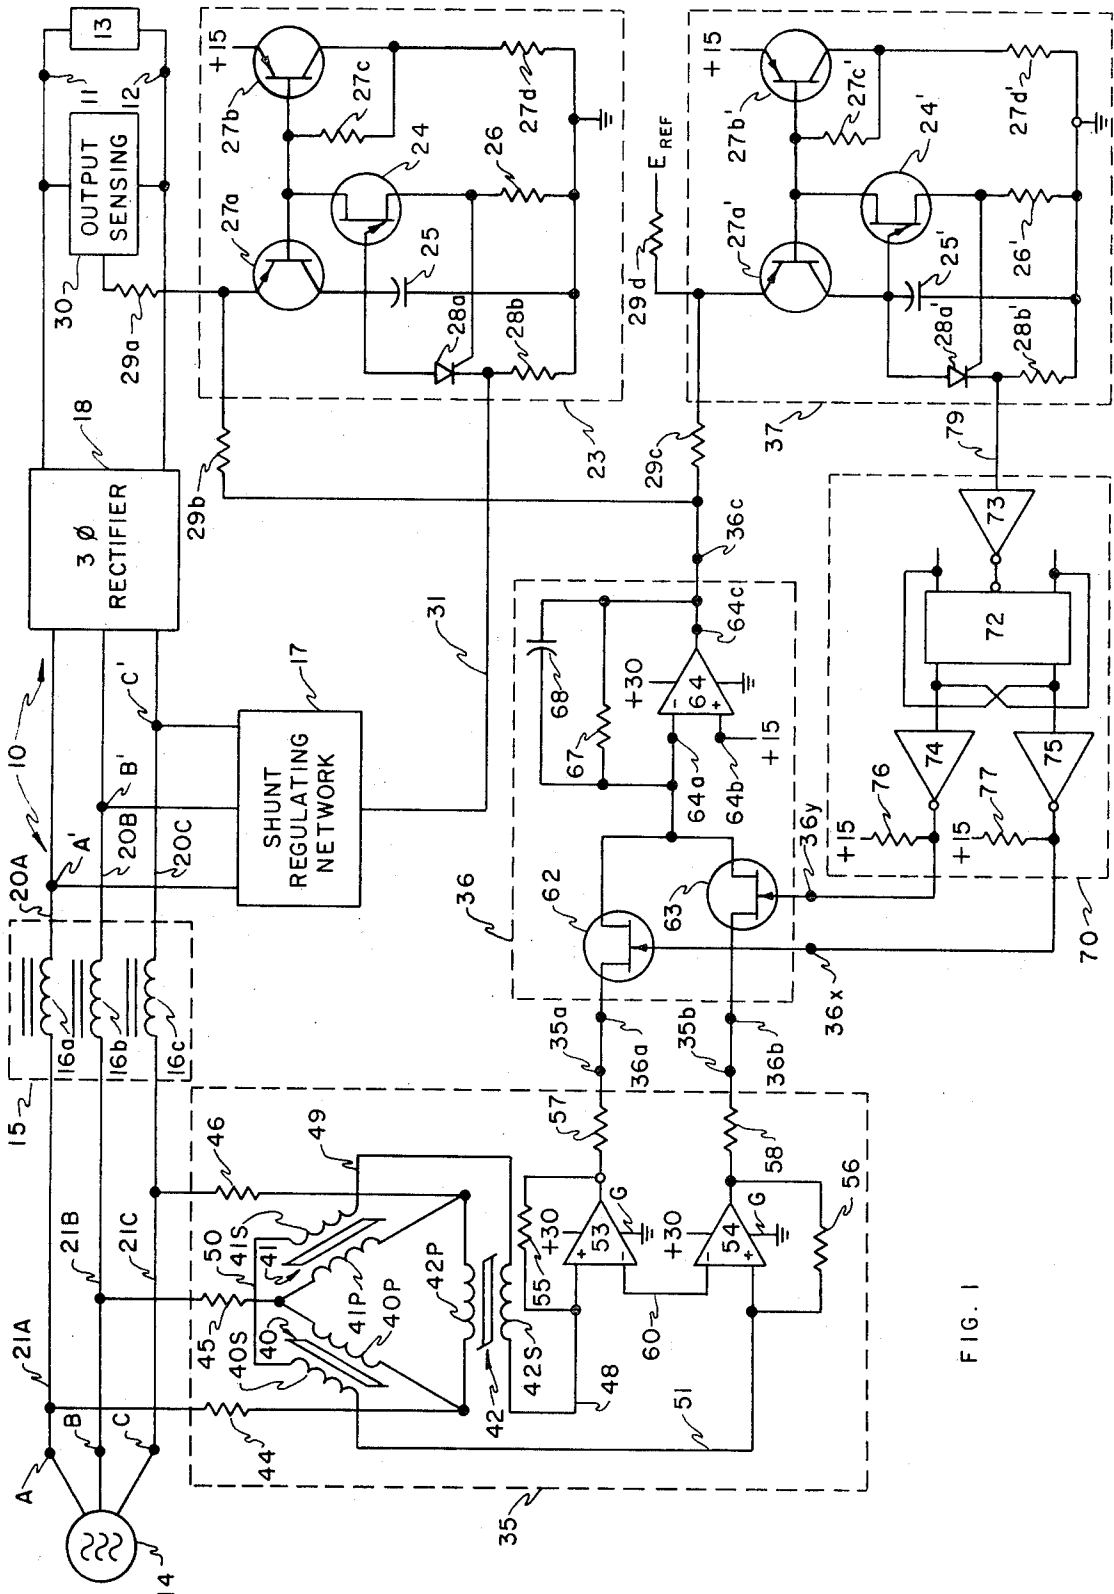 10
20A
20B
20C
A'
B'
C'
3 Ø
RECTIFIER
18
30
OUTPUT
SENSING
11
12
13
29a
29b
27a
27b
+15
27c
27d
24
25
26
28a
28b
23
31
SHUNT
REGULATING
NETWORK
17
15
16a
16b
16c
21A
21B
21C
A
B
C
14
44
45
46
40S
40
40P
41S
41
41P
42P
42
42S
48
49
50
51
53
+30
G
54
+30
G
55
56
57
58
60
35
35a
35b
36a
36b
36
62
63
64
64a
64b
64c
+30
+15
67
68
36c
36x
36y
29c
29d
E REF
27a'
27b'
+15
27c'
27d'
24'
25'
26'
28a'
28b'
37
79
70
72
73
74
75
76
77
+15
+15
FIG. 1